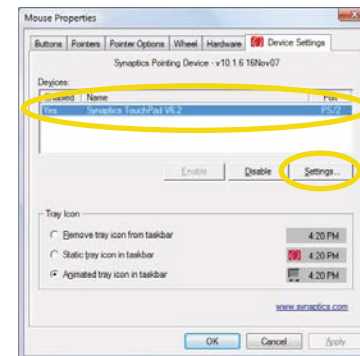 Mouse Properties
Buttons Pointers Pointer Options Wheel Hardware Device Settings
Synaptics Pointing Device - v10.1.6 16Nov07
Devices:
Enabled Name Port
Yes Synaptics TouchPad V6.2 PS/2
Enable Disable Settings...
Tray Icon
Remove tray icon from taskbar 4:20 PM
Static tray icon in taskbar 4:20 PM
Animated tray icon in taskbar 4:20 PM
www.synaptics.com
OK Cancel Apply